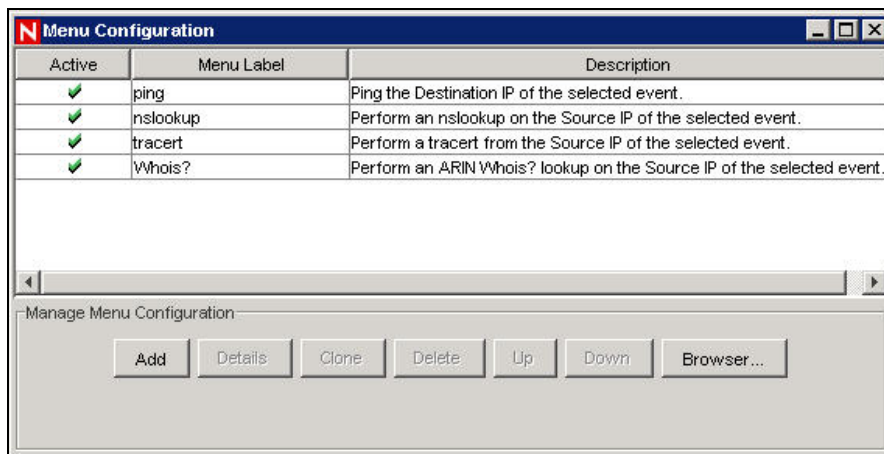 N Menu Configuration
Active Menu Label Description
ping Ping the Destination IP of the selected event.
nslookup Perform an nslookup on the Source IP of the selected event.
tracert Perform a tracert from the Source IP of the selected event.
Whois? Perform an ARIN Whois? lookup on the Source IP of the selected event.
Manage Menu Configuration
Add Details Clone Delete Up Down Browser...